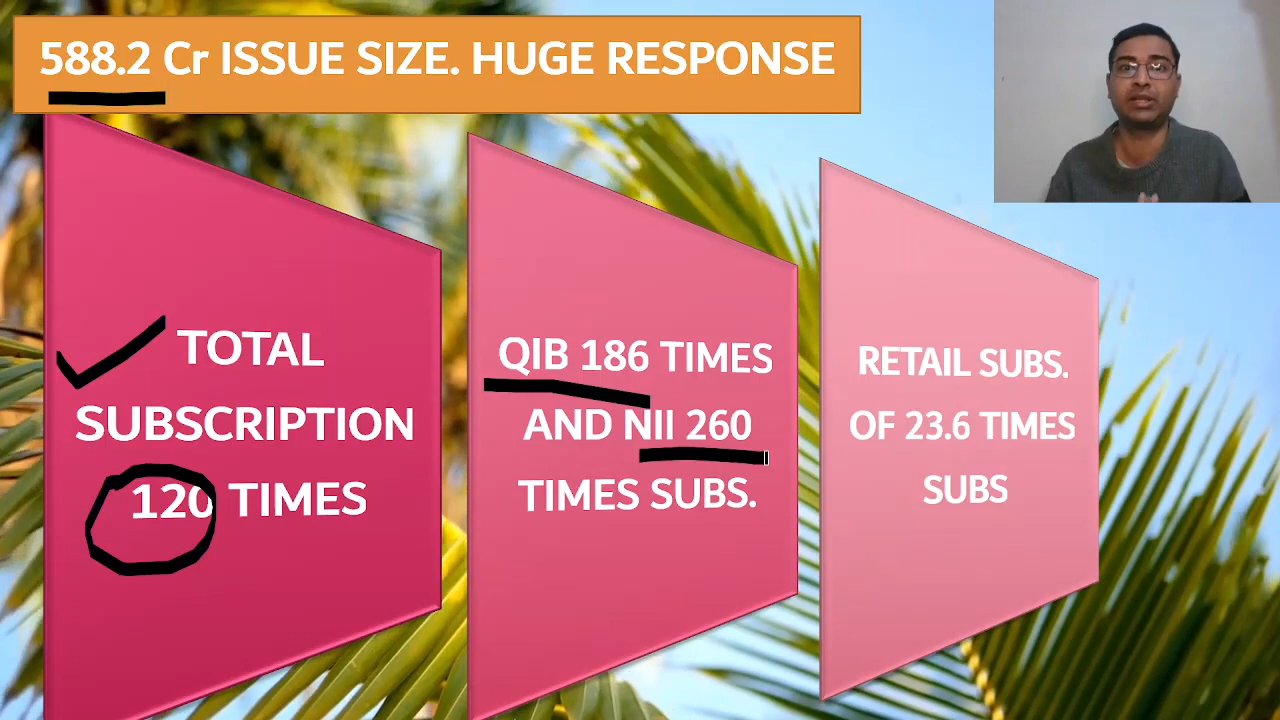 588.2 Cr ISSUE SIZE. HUGE RESPONSE
TOTAL
SUBSCRIPTION
120 TIMES
QIB 186 TIMES
AND NII 260
TIMES SUBS.
RETAIL SUBS.
OF 23.6 TIMES
SUBS